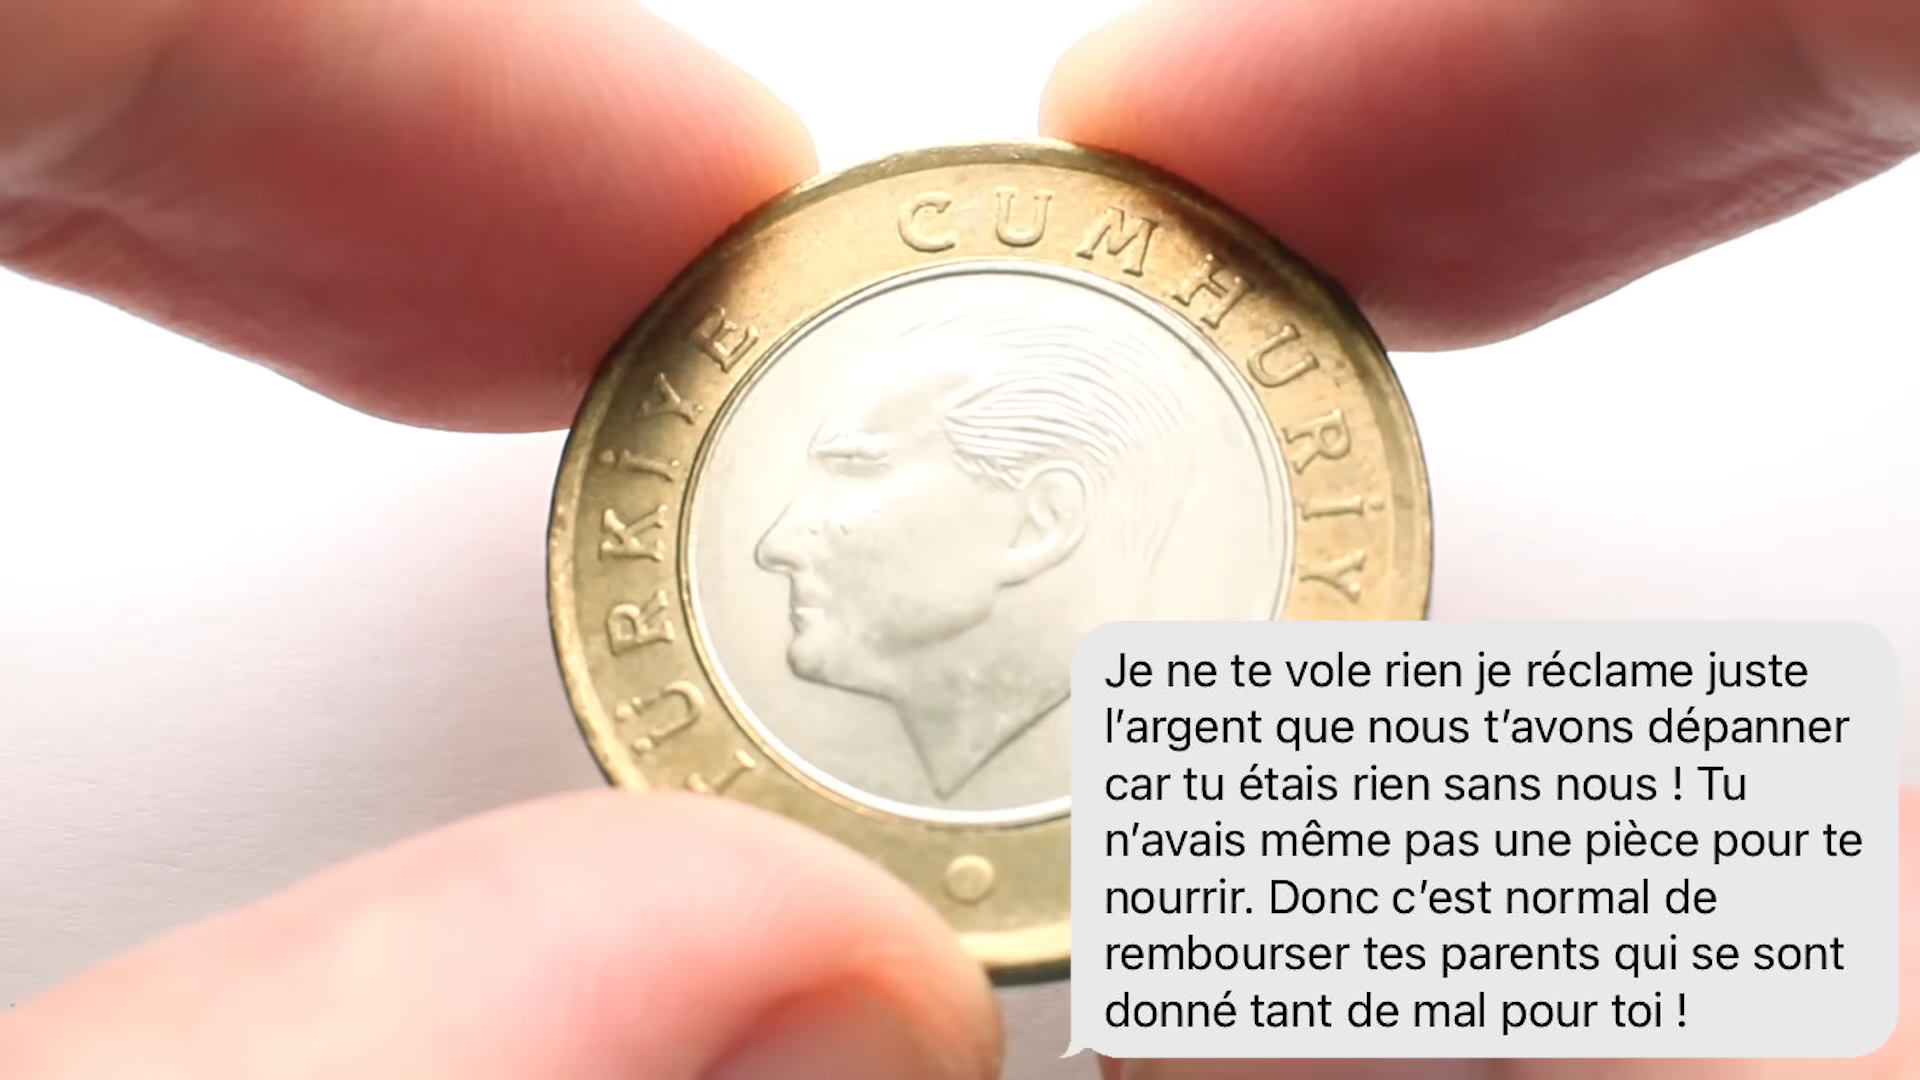 TÜRKİYE CUMHURİY
Je ne te vole rien je réclame juste
l’argent que nous t’avons dépanner
car tu étais rien sans nous ! Tu
n’avais même pas une pièce pour te
nourrir. Donc c’est normal de
rembourser tes parents qui se sont
donné tant de mal pour toi !